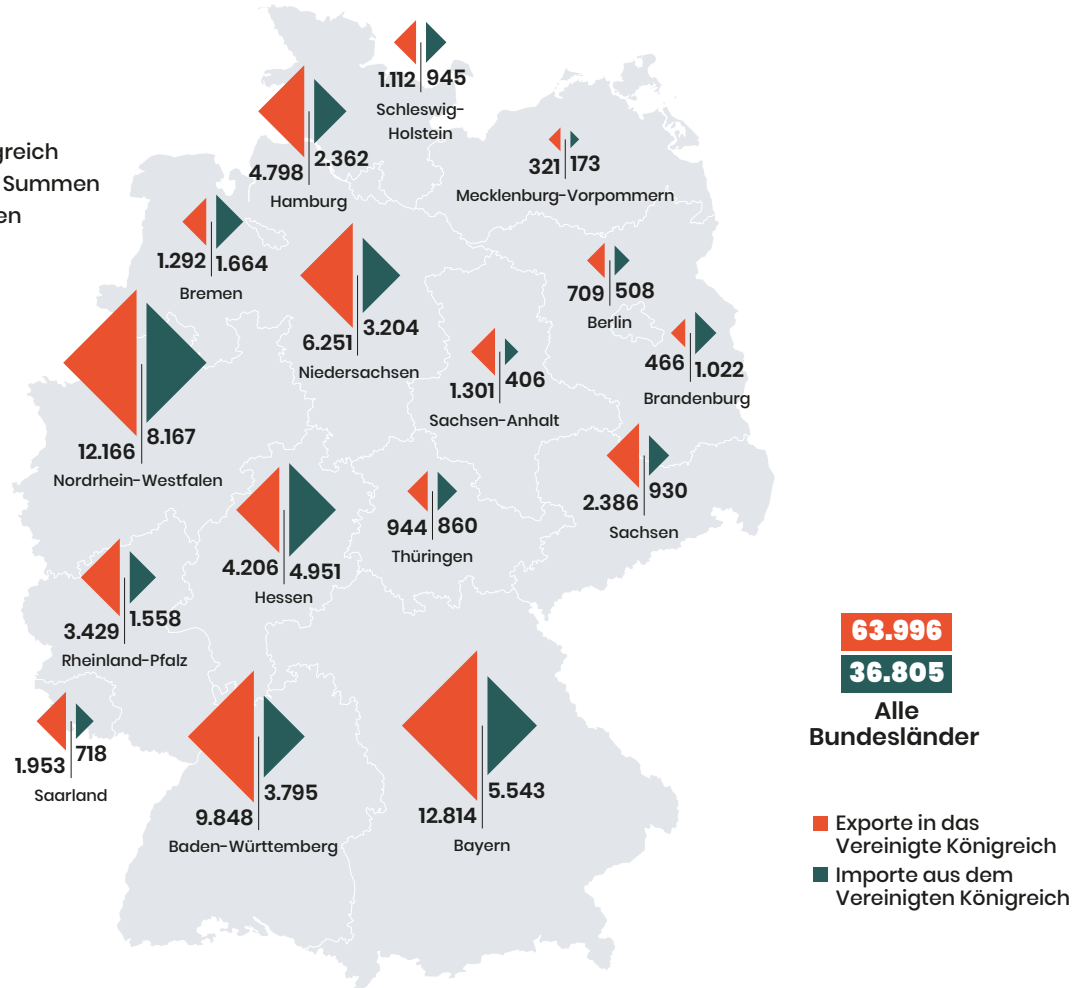 1.112 945
Schleswig-
Holstein
4.798 2.362
Hamburg
321 173
Mecklenburg-Vorpommern
Summen
1.292 1.664
Bremen
6.251 3.204
Niedersachsen
709 508
Berlin
466 1.022
Brandenburg
1.301 406
Sachsen-Anhalt
12.166 8.167
Nordrhein-Westfalen
2.386 930
Sachsen
944 860
Thüringen
4.206 4.951
Hessen
3.429 1.558
Rheinland-Pfalz
1.953 718
Saarland
9.848 3.795
Baden-Württemberg
12.814 5.543
Bayern
63.996
36.805
Alle
Bundesländer
Exporte in das
Vereinigte Königreich
Importe aus dem
Vereinigten Königreich